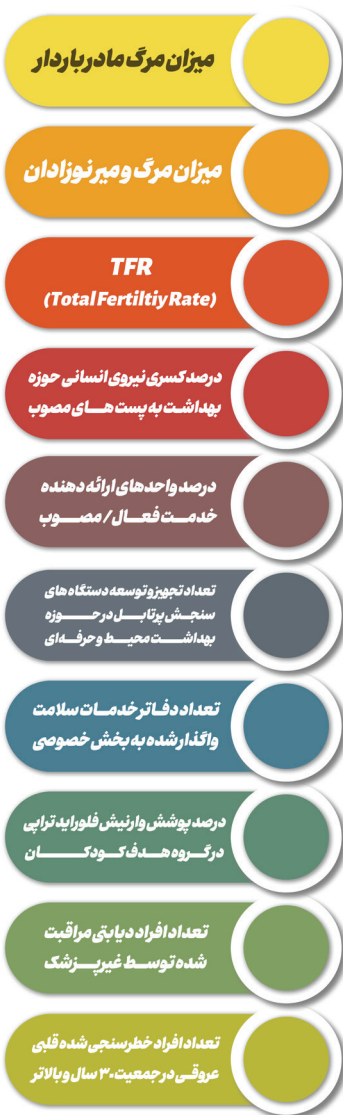 میزان مرگ مادر باردار
میزان مرگ و میر نوزادان
TFR
(Total Fertiltiy Rate)
درصد کسری نیروی انسانی حوزه
بهداشت به پست های مصوب
درصد واحدهای ارائه دهنده
خدمت فعال / مصوب
تعداد تجهیز و توسعه دستگاه های
سنجش پرتابل در حوزه
بهداشت محیط و حرفه ای
تعداد دفاتر خدمات سلامت
واگذار شده به بخش خصوصی
درصد پوشش وارنیش فلوراید تراپی
در گروه هدف کودکان
تعداد افراد دیابتی مراقبت
شده توسط غیر پزشک
تعداد افراد خطرسنجی شده قلبی
عروقی در جمعیت ۳۰ سال و بالاتر